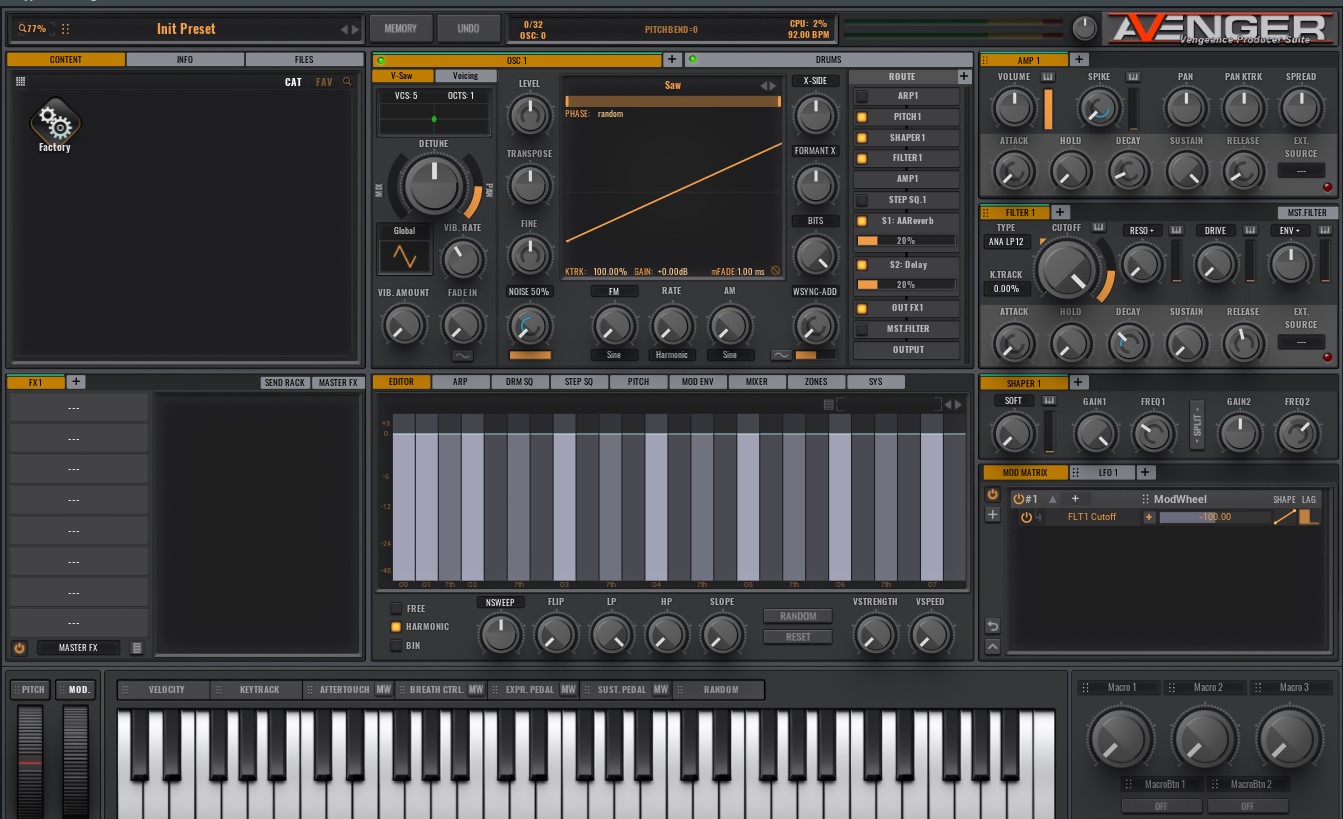 77%
Init Preset
MEMORY
UNDO
0/32
OSC: 0
PITCHBEND=0
CPU: 2%
92.00 BPM
AVENGER
Vengeance Producer Suite
CONTENT INFO FILES
CAT FAV
Factory
OSC 1 + DRUMS
V-Saw Voicing
VCS: 5 OCTS: 1
DETUNE
MIX PAN
Global
VIB. RATE
VIB. AMOUNT FADE IN
LEVEL
TRANSPOSE
FINE
NOISE 50%
Saw
PHASE: random
KTRK: 100.00% GAIN: +0.00dB mFADE:1.00 ms
FM RATE AM
Sine Harmonic Sine
X-SIDE
FORMANT X
BITS
WSYNC-ADD
ROUTE +
ARP1
PITCH1
SHAPER1
FILTER1
AMP1
STEP SQ.1
S1: AAReverb
20%
S2: Delay
20%
OUT FX1
MST.FILTER
OUTPUT
AMP 1 +
VOLUME SPIKE PAN PAN KTRK SPREAD
ATTACK HOLD DECAY SUSTAIN RELEASE EXT. SOURCE
---
FILTER 1 + MST.FILTER
TYPE CUTOFF RESO + DRIVE ENV +
ANA LP12
K.TRACK
0.00%
ATTACK HOLD DECAY SUSTAIN RELEASE EXT. SOURCE
---
SHAPER 1 +
SOFT GAIN1 FREQ1 - SPLIT - GAIN2 FREQ2
MOD MATRIX LFO 1 +
#1 + ModWheel SHAPE LAG
FLT1 Cutoff + -100.00
FX1 + SEND RACK MASTER FX
---
---
---
---
---
---
---
---
MASTER FX
EDITOR ARP DRM SQ STEP SQ PITCH MOD ENV MIXER ZONES SYS
+3
0
-6
-12
-24
-48
O0 O1 7th O2 7th O3 7th O4 7th O5 7th O6 7th O7
FREE
HARMONIC
BIN
NSWEEP FLIP LP HP SLOPE
RANDOM
RESET
VSTRENGTH VSPEED
PITCH MOD.
VELOCITY KEYTRACK AFTERTOUCH MW BREATH CTRL. MW EXPR. PEDAL MW SUST. PEDAL MW RANDOM
Macro 1 Macro 2 Macro 3
MacroBtn 1 MacroBtn 2
OFF OFF